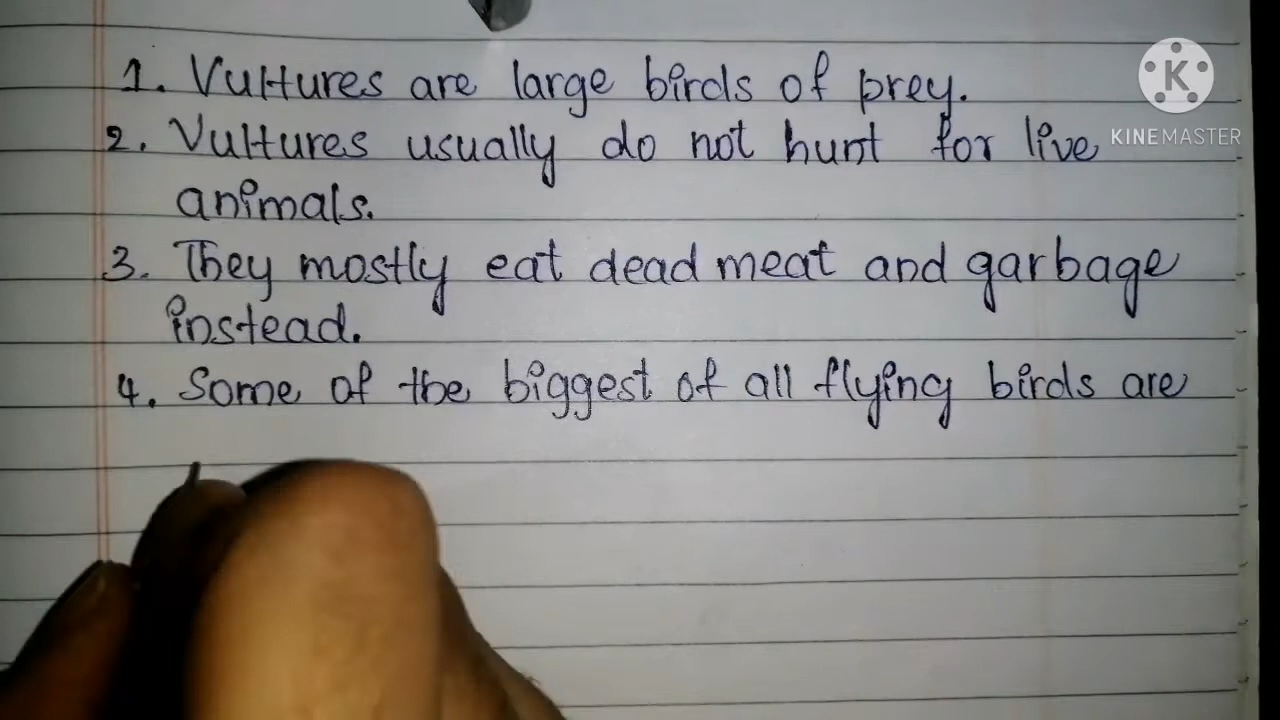 1. Vultures are large birds of prey.
2. Vultures usually do not hunt for live
animals.
3. They mostly eat dead meat and garbage
instead.
4. Some of the biggest of all flying birds are
K
KINEMASTER